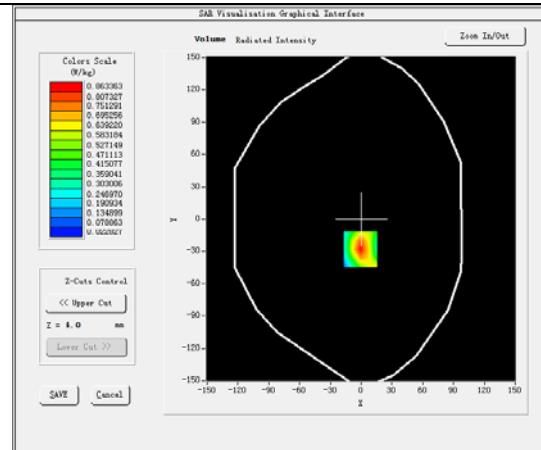 SAR Visualisation Graphical Interface
Volume Radiated Intensity
Zoom In/Out
Colors Scale
(W/kg)
0.863363
0.807327
0.751291
0.695256
0.639220
0.583184
0.527149
0.471113
0.415077
0.359041
0.303006
0.246970
0.190934
0.134899
0.078863
150
120
90
60
30
0
-30
-60
-90
-120
-150
Y
-150 -120 -90 -60 -30 0 30 60 90 120 150
X
Z-Cuts Control
<< Upper Cut
Z = 4.0 mm
Lower Cut >>
SAVE Cancel